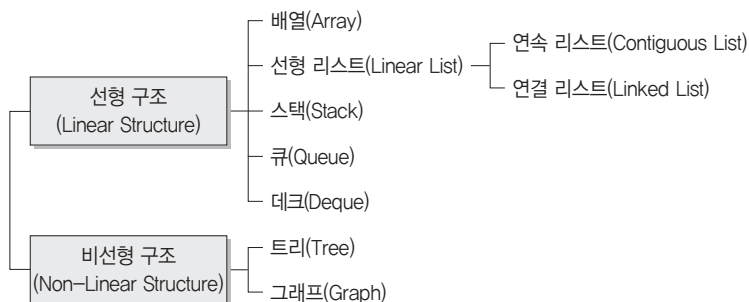 배열(Array)
선형 리스트(Linear List)
연속 리스트(Contiguous List)
연결 리스트(Linked List)
선형 구조
(Linear Structure)
스택(Stack)
큐(Queue)
데크(Deque)
비선형 구조
(Non-Linear Structure)
트리(Tree)
그래프(Graph)